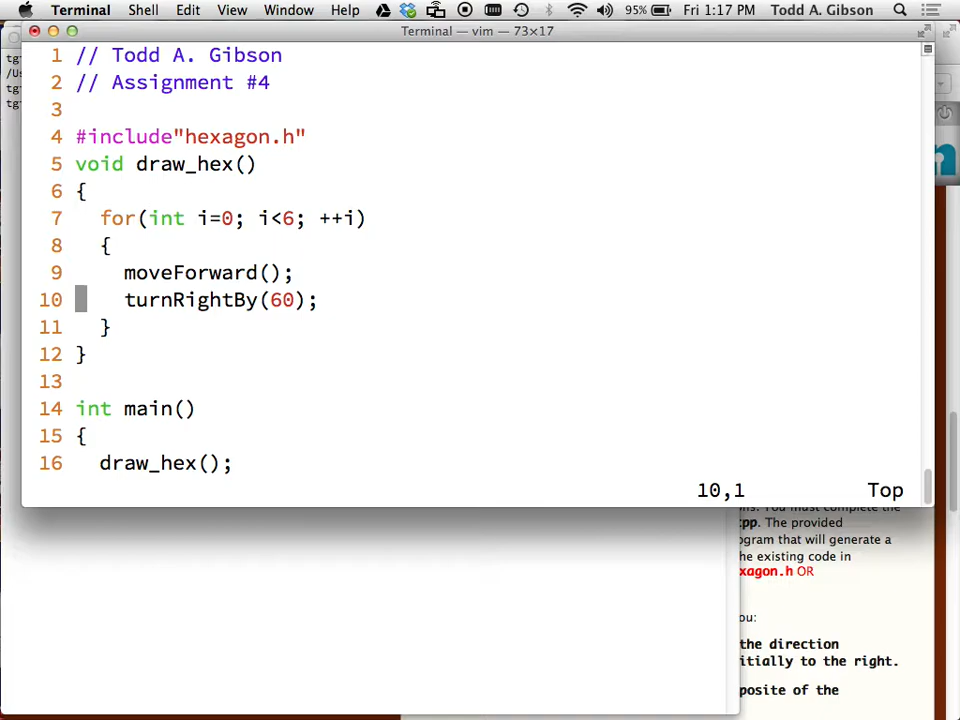 Terminal Shell Edit View Window Help 95% Fri 1:17 PM Todd A. Gibson
Terminal — vim — 73×17
1 // Todd A. Gibson
2 // Assignment #4
3
4 #include"hexagon.h"
5 void draw_hex()
6 {
7 for(int i=0; i<6; ++i)
8 {
9 moveForward();
10 turnRightBy(60);
11 }
12 }
13
14 int main()
15 {
16 draw_hex();
10,1 Top
tpp. The provided
ogram that will generate a
he existing code in
xagon.h OR
ou:
the direction
itially to the right.
posite of the